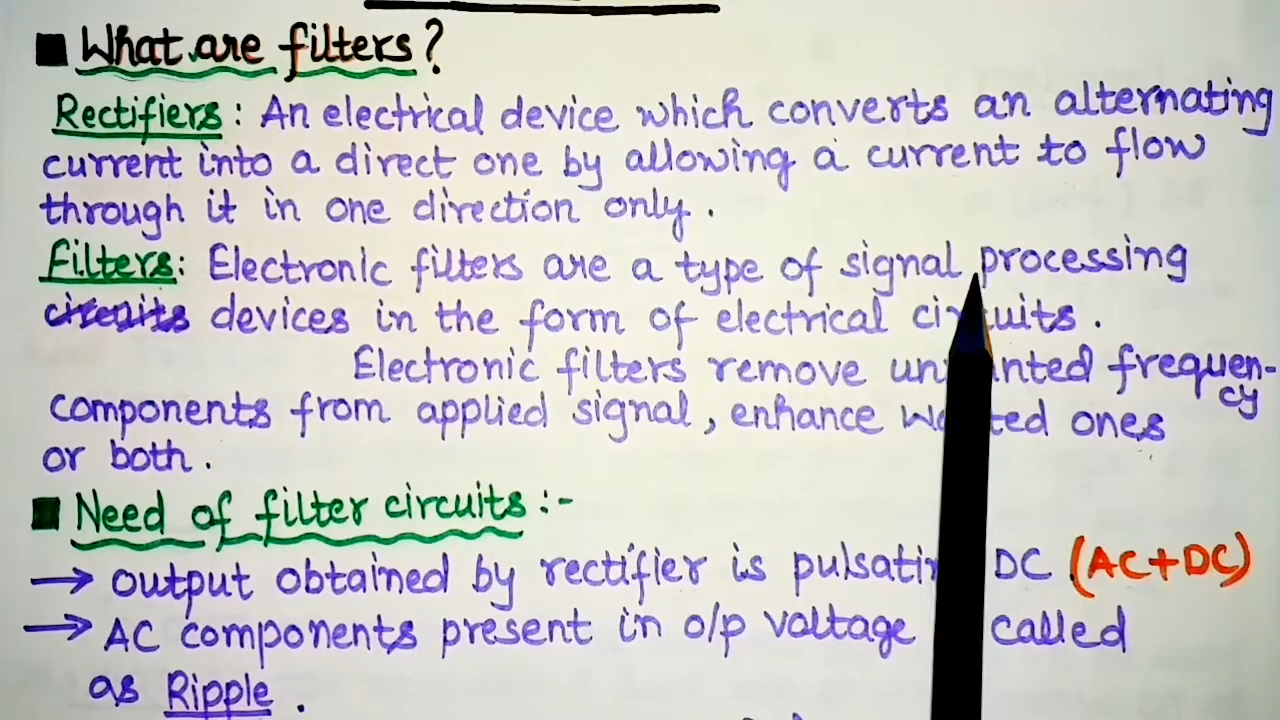 ■ What are filters?
Rectifiers: An electrical device which converts an alternating
current into a direct one by allowing a current to flow
through it in one direction only.
Filters: Electronic filters are a type of signal processing
circuits devices in the form of electrical circuits.
Electronic filters remove unwanted frequen-
cy
components from applied signal, enhance wanted ones
or both.
■ Need of filter circuits :-
→ Output obtained by rectifier is pulsating DC (AC+DC)
→ AC components present in o/p voltage called
as Ripple.